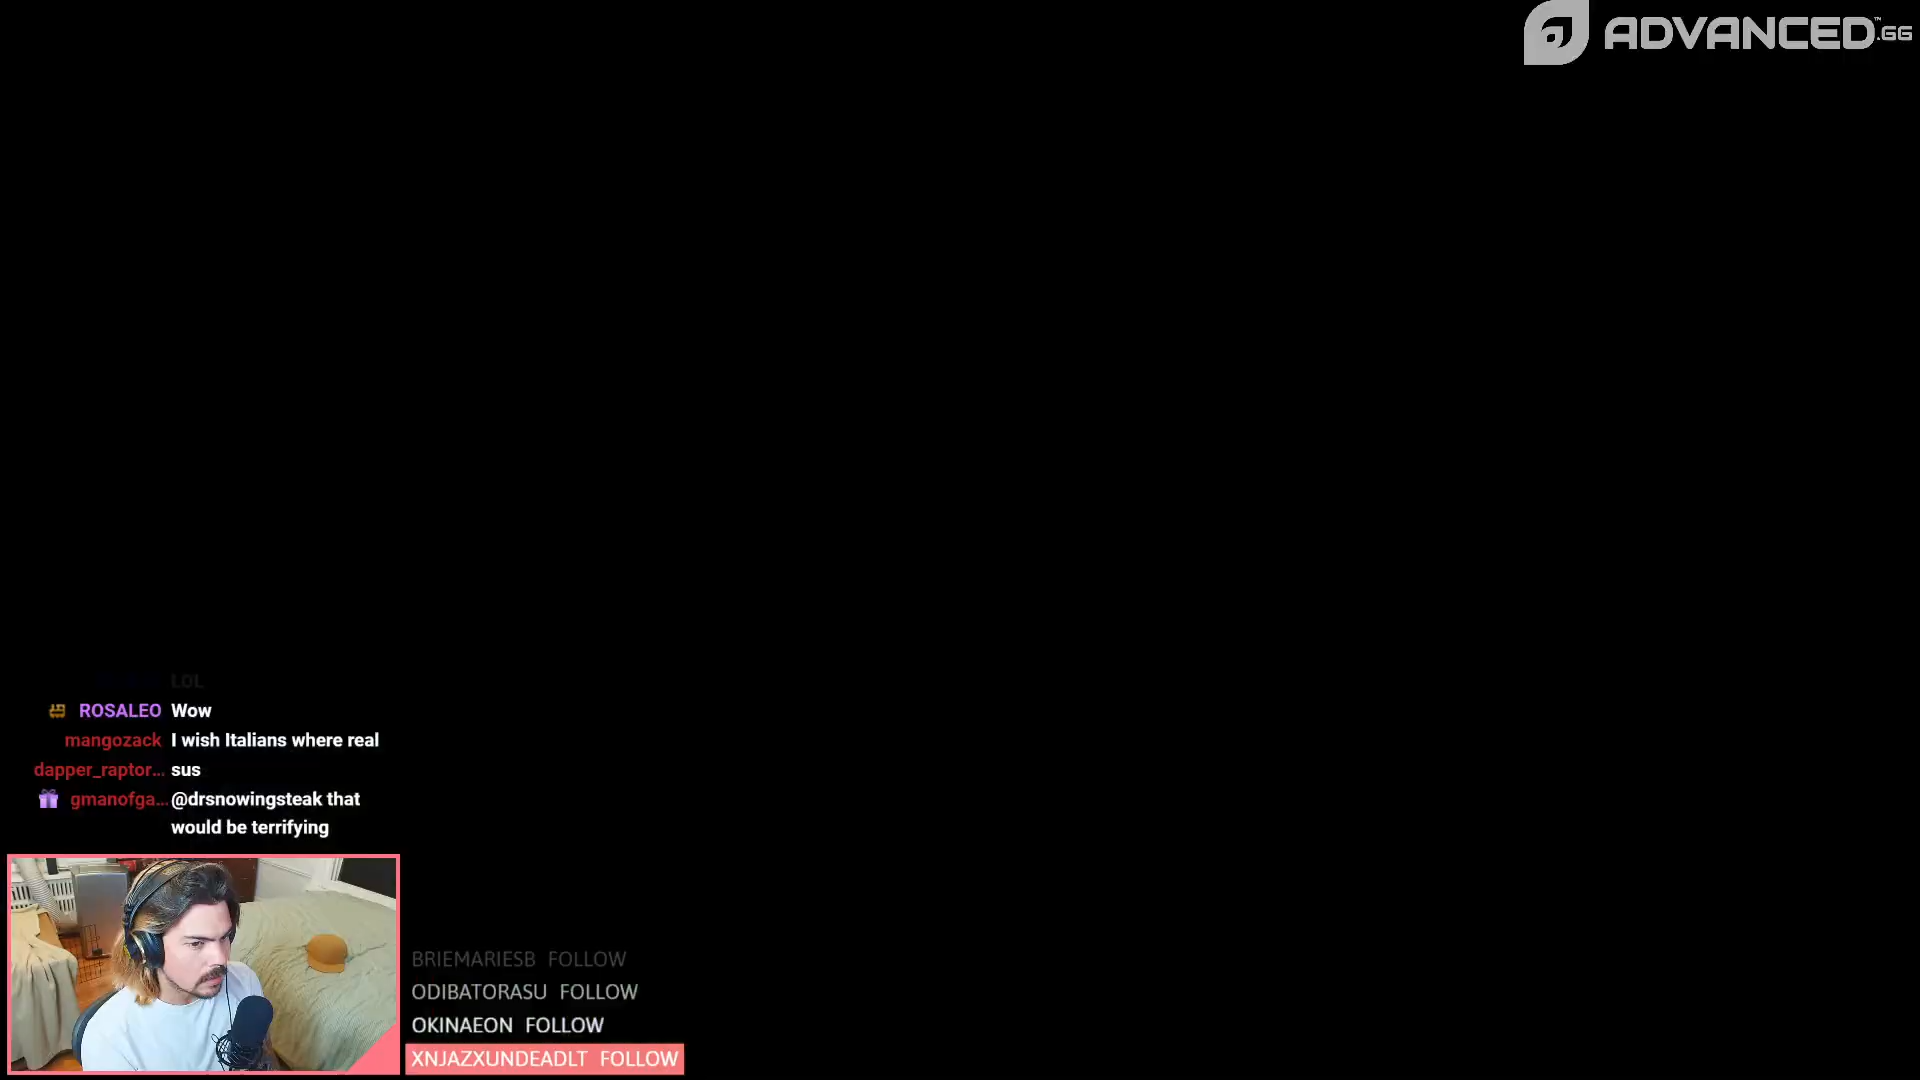 ADVANCED™.GG
LOL
ROSALEO Wow
mangozack I wish Italians where real
dapper_raptor... sus
gmanofga... @drsnowingsteak that
would be terrifying
BRIEMARIESB FOLLOW
ODIBATORASU FOLLOW
OKINAEON FOLLOW
XNJAZXUNDEADLT FOLLOW